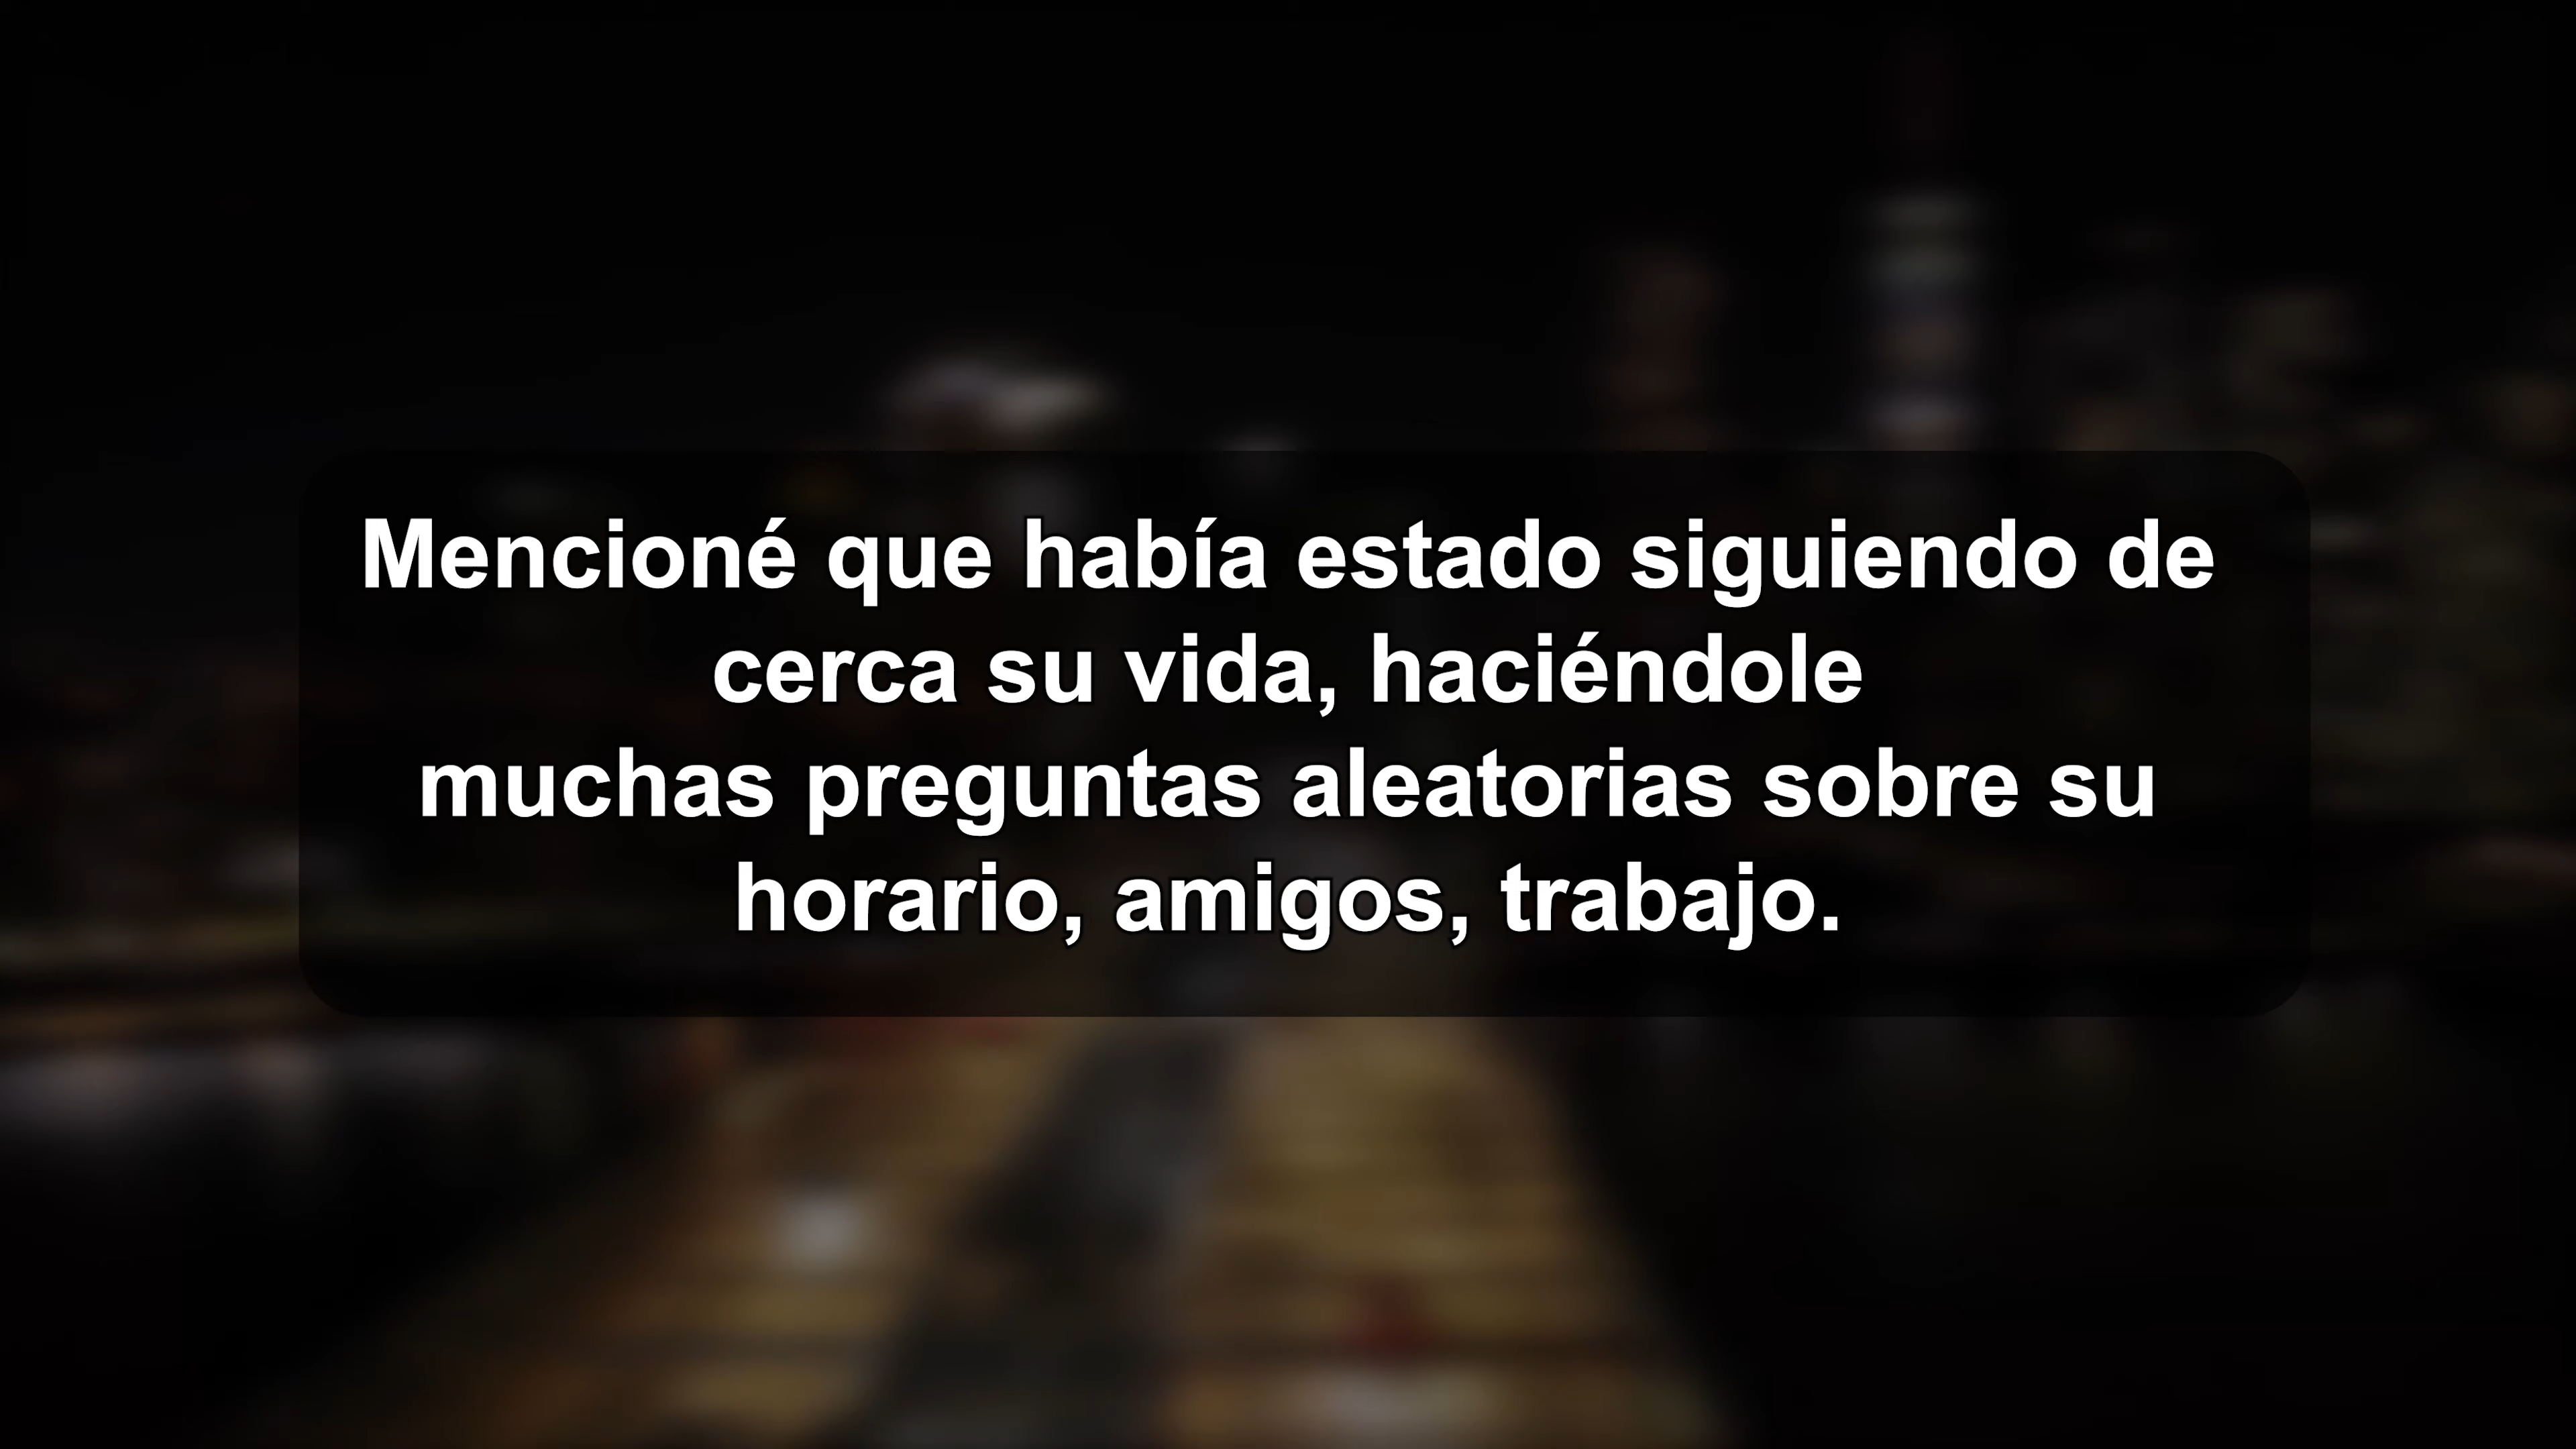 Mencioné que había estado siguiendo de
cerca su vida, haciéndole
muchas preguntas aleatorias sobre su
horario, amigos, trabajo.